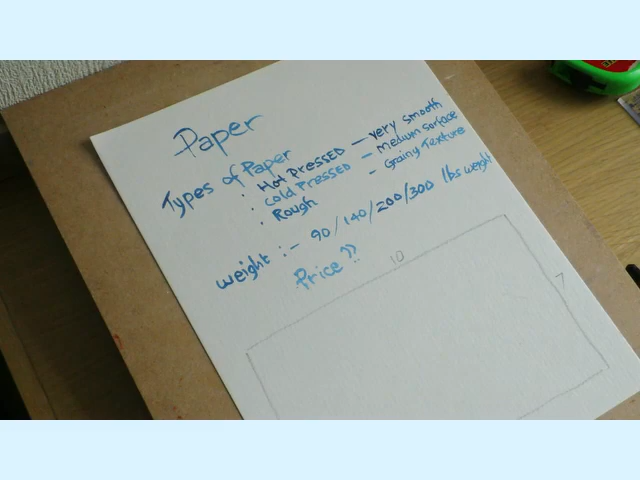 Paper
Types of Paper
· Hot Pressed - very smooth
· Cold Pressed - medium surface
· Rough - Grainy Texture
weight :- 90/140/200/300 lbs weight
Price ??
10
7